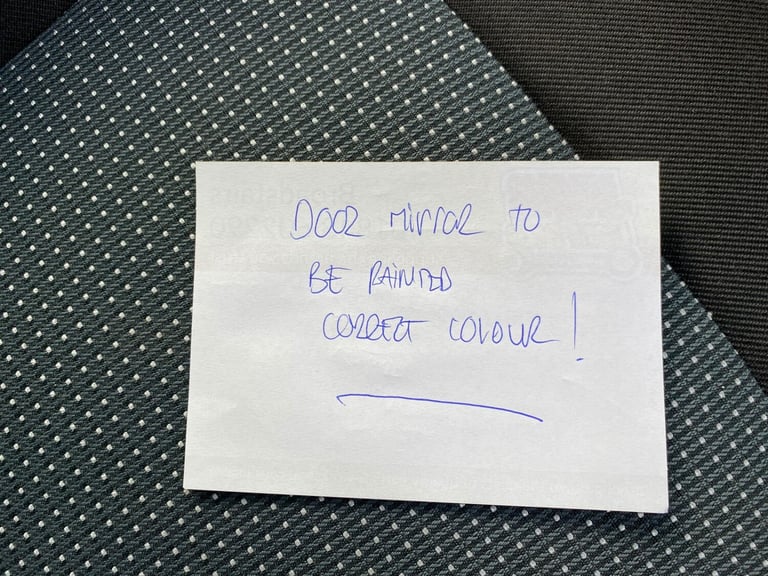 DOOR MIRROR TO
BE PAINTED
CORRECT COLOUR!